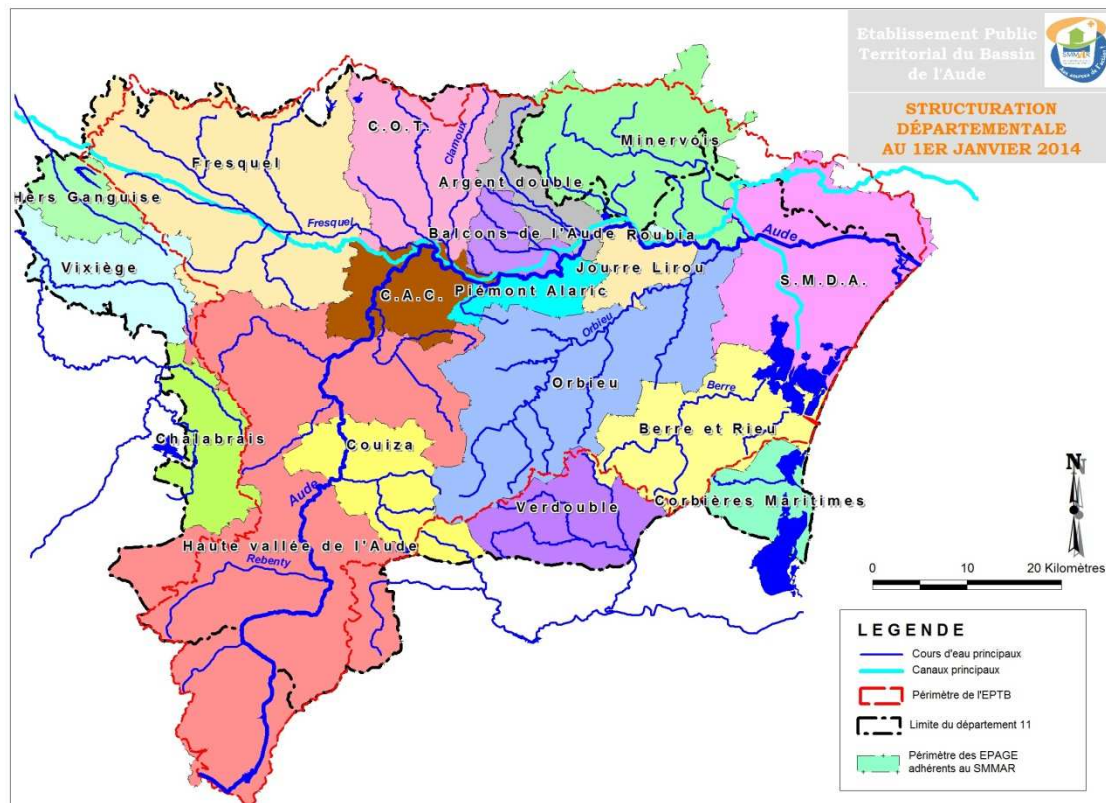 Etablissement Public
Territorial du Bassin
de l'Aude
SMMAR
STRUCTURATION
DÉPARTEMENTALE
AU 1ER JANVIER 2014
C.O.T.
Clamoux
Minervois
Fresquel
Argent double
Hers Ganguise
Fresquel
Balcons de l'Aude
Roubia
Aude
Vixiège
Jourre Lirou
C.A.C.
Piémont Alaric
S.M.D.A.
Orbieu
Orbieu
Berre
Chalabrais
Couiza
Berre et Rieu
Aude
Verdouble
Corbières Maritimes
Haute vallée de l'Aude
Rebenty
N
0 10 20 Kilomètres
LEGENDE
Cours d'eau principaux
Canaux principaux
Périmètre de l'EPTB
Limite du département 11
Périmètre des EPAGE
adhérents au SMMAR